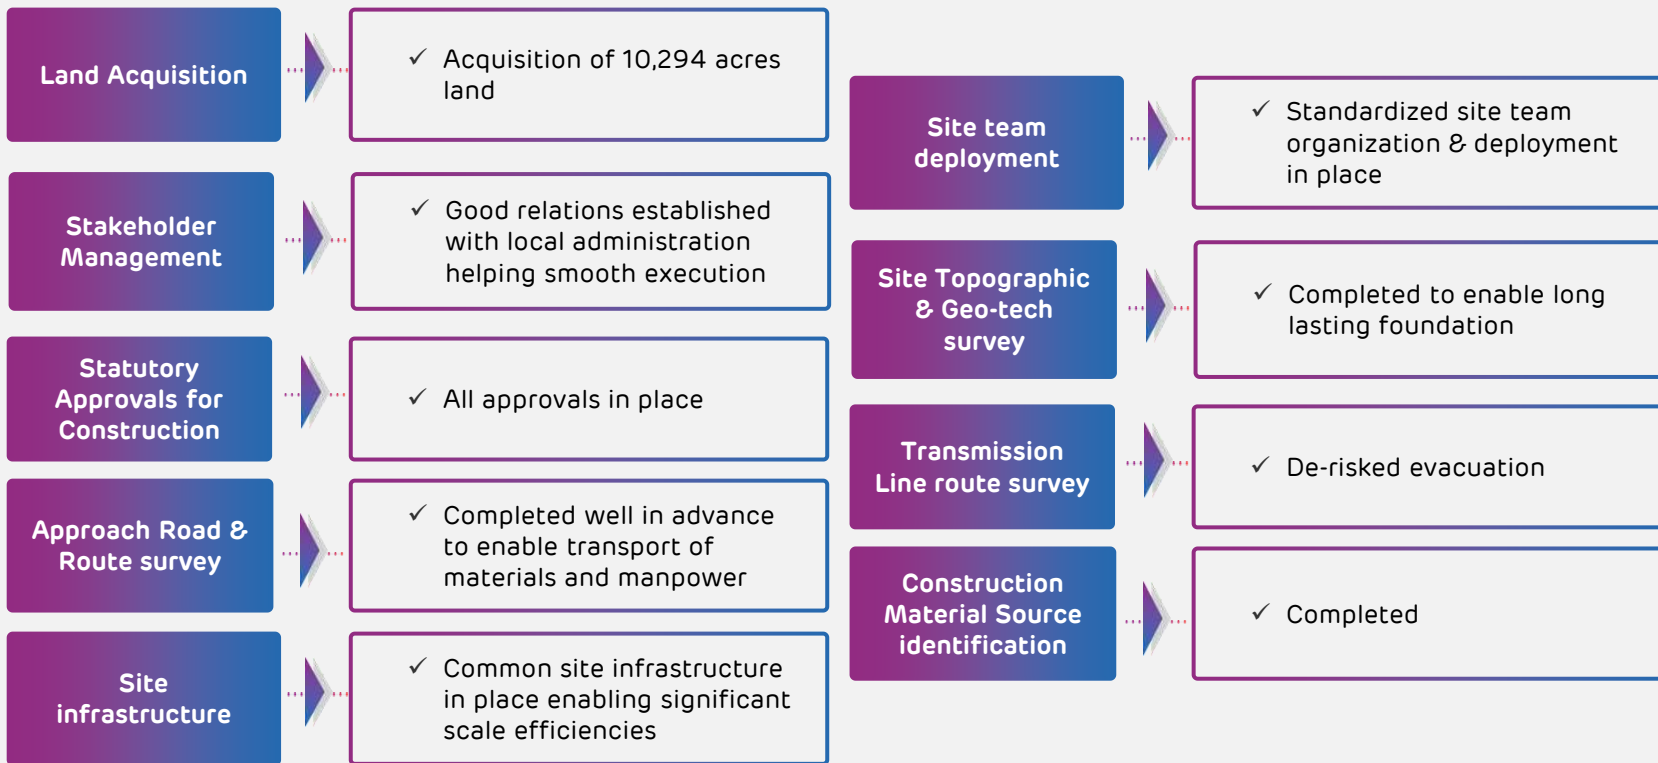 Land Acquisition
✓ Acquisition of 10,294 acres
land
Stakeholder
Management
✓ Good relations established
with local administration
helping smooth execution
Statutory
Approvals for
Construction
✓ All approvals in place
Approach Road &
Route survey
✓ Completed well in advance
to enable transport of
materials and manpower
Site
infrastructure
✓ Common site infrastructure
in place enabling significant
scale efficiencies
Site team
deployment
✓ Standardized site team
organization & deployment
in place
Site Topographic
& Geo-tech
survey
✓ Completed to enable long
lasting foundation
Transmission
Line route survey
✓ De-risked evacuation
Construction
Material Source
identification
✓ Completed